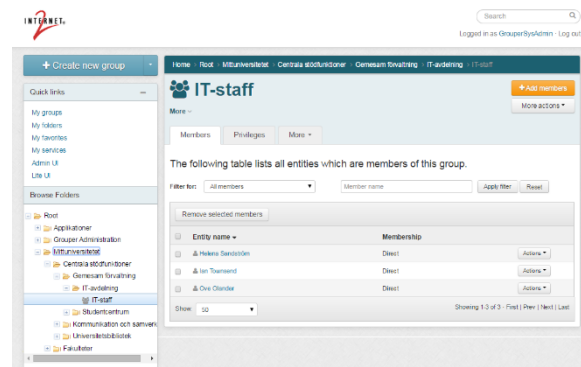 INTERNET
2
Search
Logged in as GrouperSysAdmin · Log out
+ Create new group
Home Root Mittuniversitetet Centrala stödfunktioner Gemesam förvaltning IT-avdelning IT-staff
Quick links
IT-staff
+Add members
More
More actions
My groups
My folders
My favorites
My services
Admin UI
Lite UI
Members
Privileges
More
The following table lists all entities which are members of this group.
Browse Folders
Filter for:
All members
Member name
Apply filter
Reset
Root
Applikationer
Grouper Administration
Mittuniversitetet
Centrala stödfunktioner
Gemesam förvaltning
IT-avdelning
IT-staff
Studentcentrum
Kommunikation och samverk
Universitetsbibliotek
Fakulteter
Remove selected members
Entity name
Membership
Helena Sandström
Direct
Actions
Ian Townsend
Direct
Actions
Ove Olander
Direct
Actions
Show:
50
Showing 1-3 of 3 · First | Prev | Next | Last